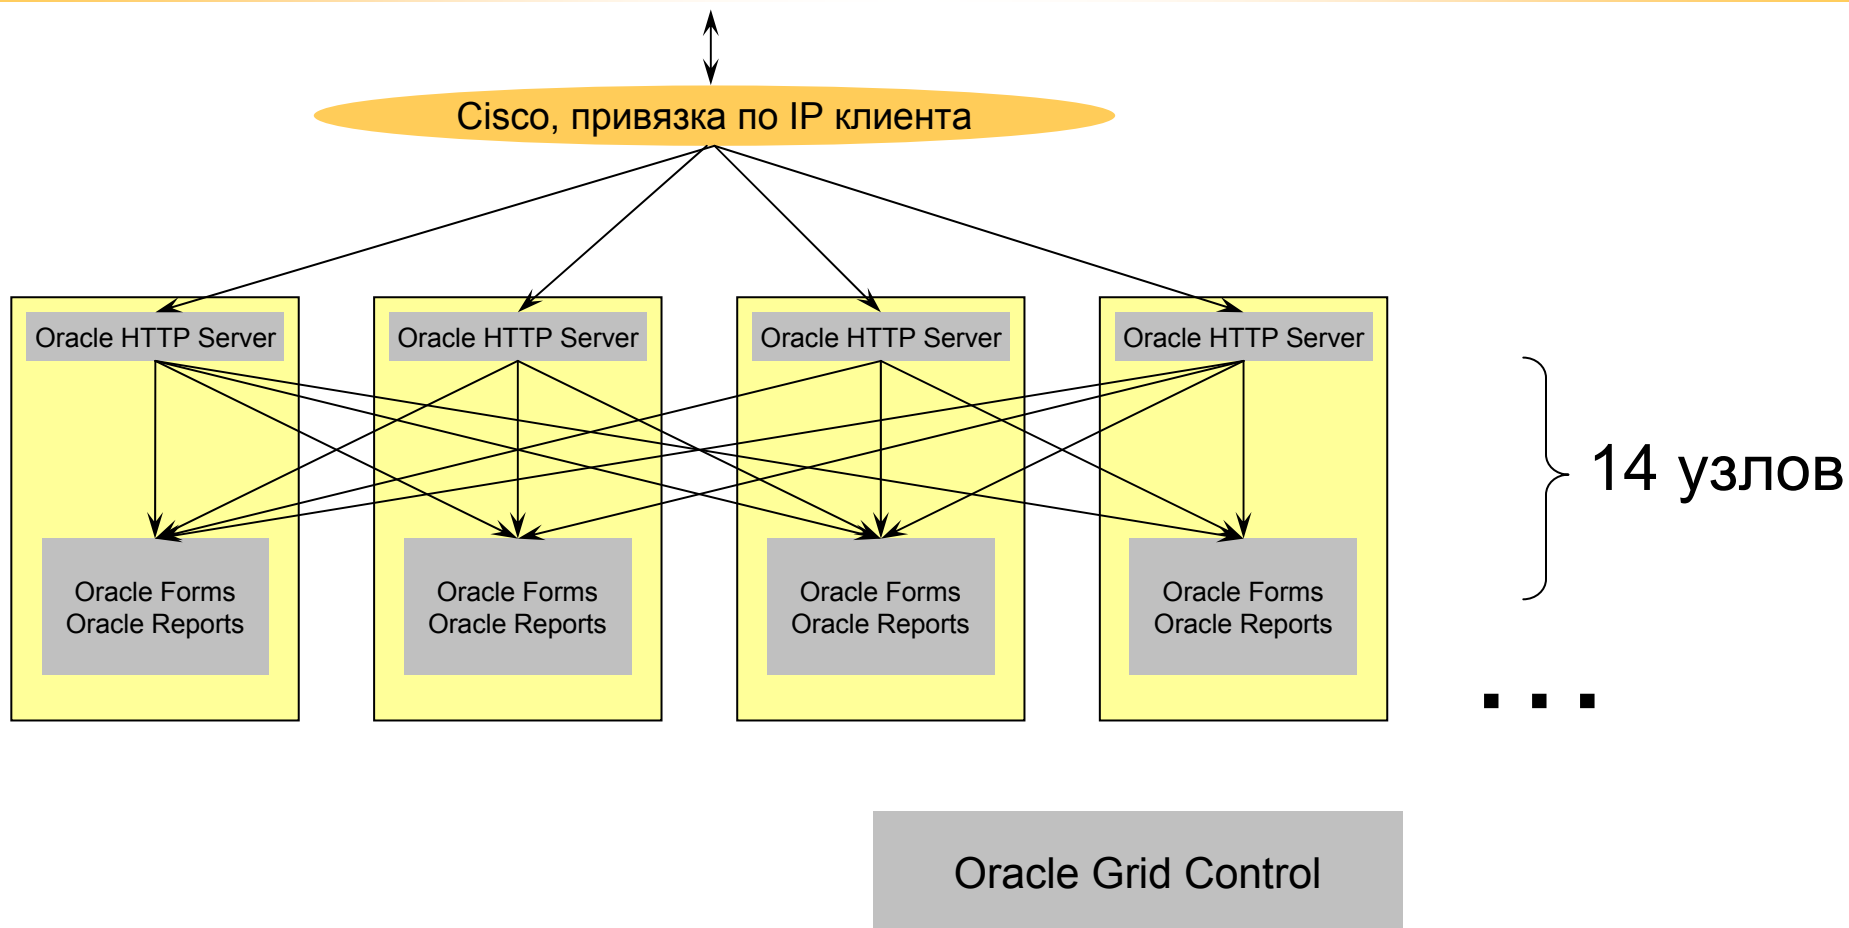 Cisco, привязка по IP клиента
Oracle HTTP Server
Oracle HTTP Server
Oracle HTTP Server
Oracle HTTP Server
14 узлов
Oracle Forms
Oracle Reports
Oracle Forms
Oracle Reports
Oracle Forms
Oracle Reports
Oracle Forms
Oracle Reports
...
Oracle Grid Control